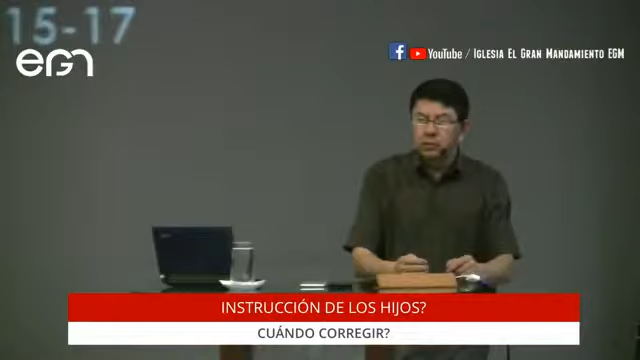 15-17
EGM
YouTube / Iglesia El Gran Mandamiento EGM
INSTRUCCIÓN DE LOS HIJOS?
CUÁNDO CORREGIR?